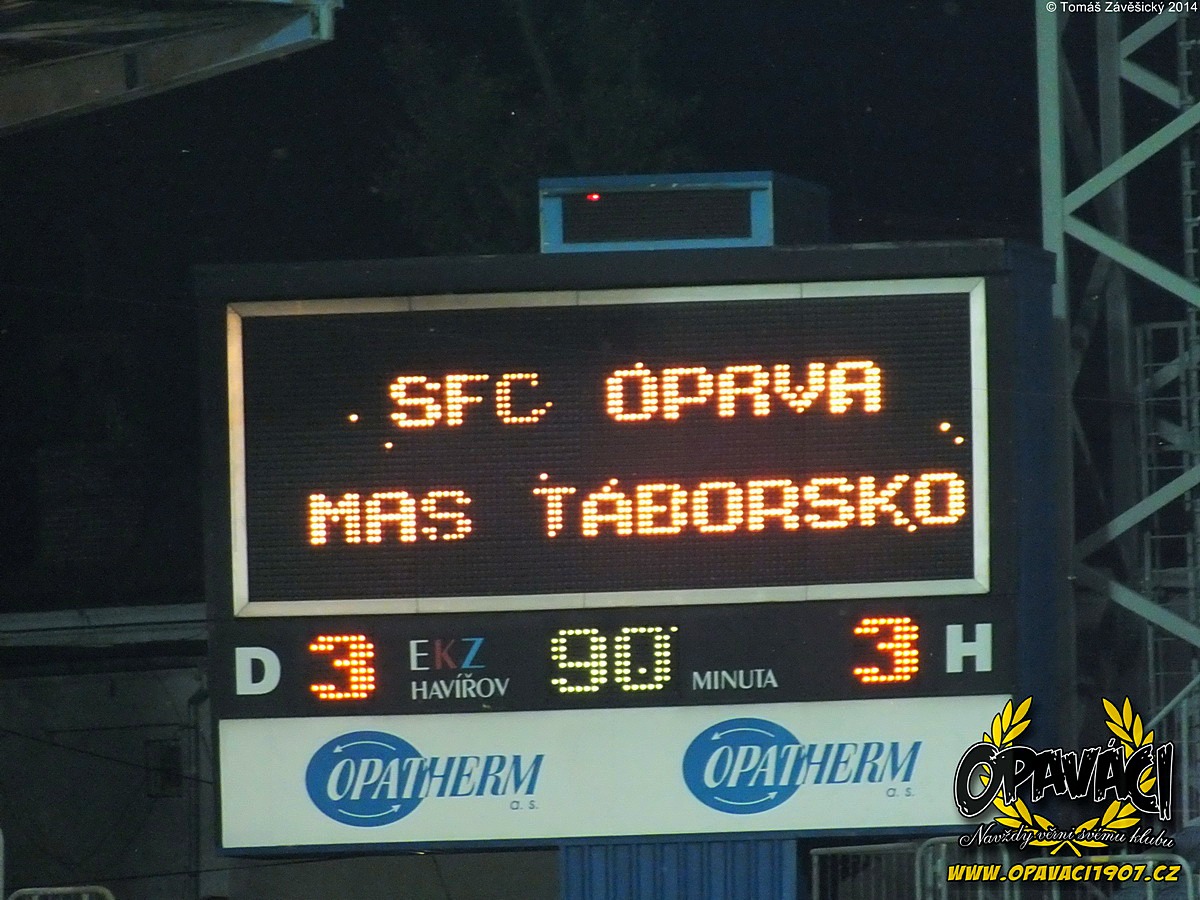 © Tomáš Závěšický 2014
SFC OPRVA
MAS TÁBORSKO
D 3 EKZ HAVÍŘOV 90 MINUTA 3 H
OPATHERM a. s. OPATHERM a. s.
OPAVÁCI
Navždy věrni svému klubu
WWW.OPAVACI1907.CZ